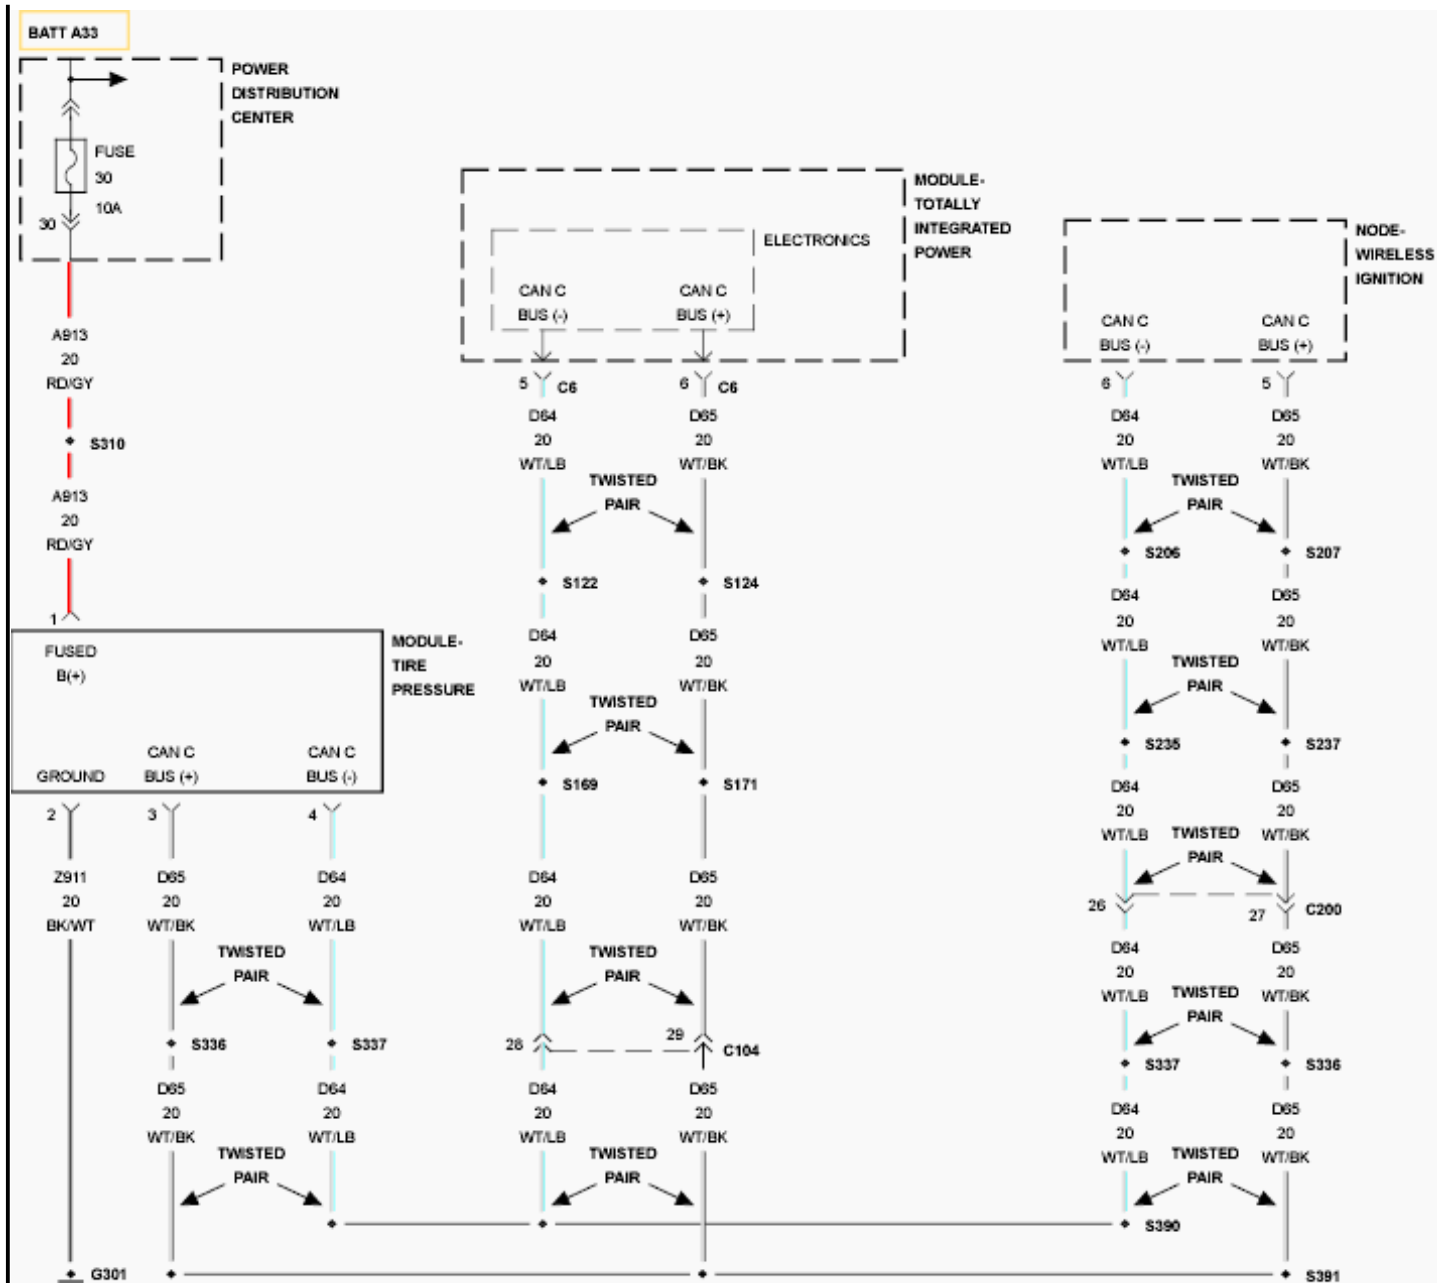 BATT A33
POWER
DISTRIBUTION
CENTER
FUSE
30
10A
30
A913
20
RD/GY
S310
A913
20
RD/GY
1
FUSED
B(+)
MODULE-
TIRE
PRESSURE
GROUND
CAN C
BUS (+)
CAN C
BUS (-)
2
3
4
Z911
20
BK/WT
D65
20
WT/BK
D64
20
WT/LB
TWISTED
PAIR
S336
S337
D65
20
WT/BK
D64
20
WT/LB
TWISTED
PAIR
G301
MODULE-
TOTALLY
INTEGRATED
POWER
ELECTRONICS
CAN C
BUS (-)
CAN C
BUS (+)
5
C6
6
C6
D64
20
WT/LB
D65
20
WT/BK
TWISTED
PAIR
S122
S124
D64
20
WT/LB
D65
20
WT/BK
TWISTED
PAIR
S169
S171
D64
20
WT/LB
D65
20
WT/BK
TWISTED
PAIR
28
29
C104
D64
20
WT/LB
D65
20
WT/BK
TWISTED
PAIR
NODE-
WIRELESS
IGNITION
CAN C
BUS (-)
CAN C
BUS (+)
6
5
D64
20
WT/LB
D65
20
WT/BK
TWISTED
PAIR
S206
S207
D64
20
WT/LB
D65
20
WT/BK
TWISTED
PAIR
S235
S237
D64
20
WT/LB
D65
20
WT/BK
TWISTED
PAIR
26
27
C200
D64
20
WT/LB
D65
20
WT/BK
TWISTED
PAIR
S337
S336
D64
20
WT/LB
D65
20
WT/BK
TWISTED
PAIR
S390
S391